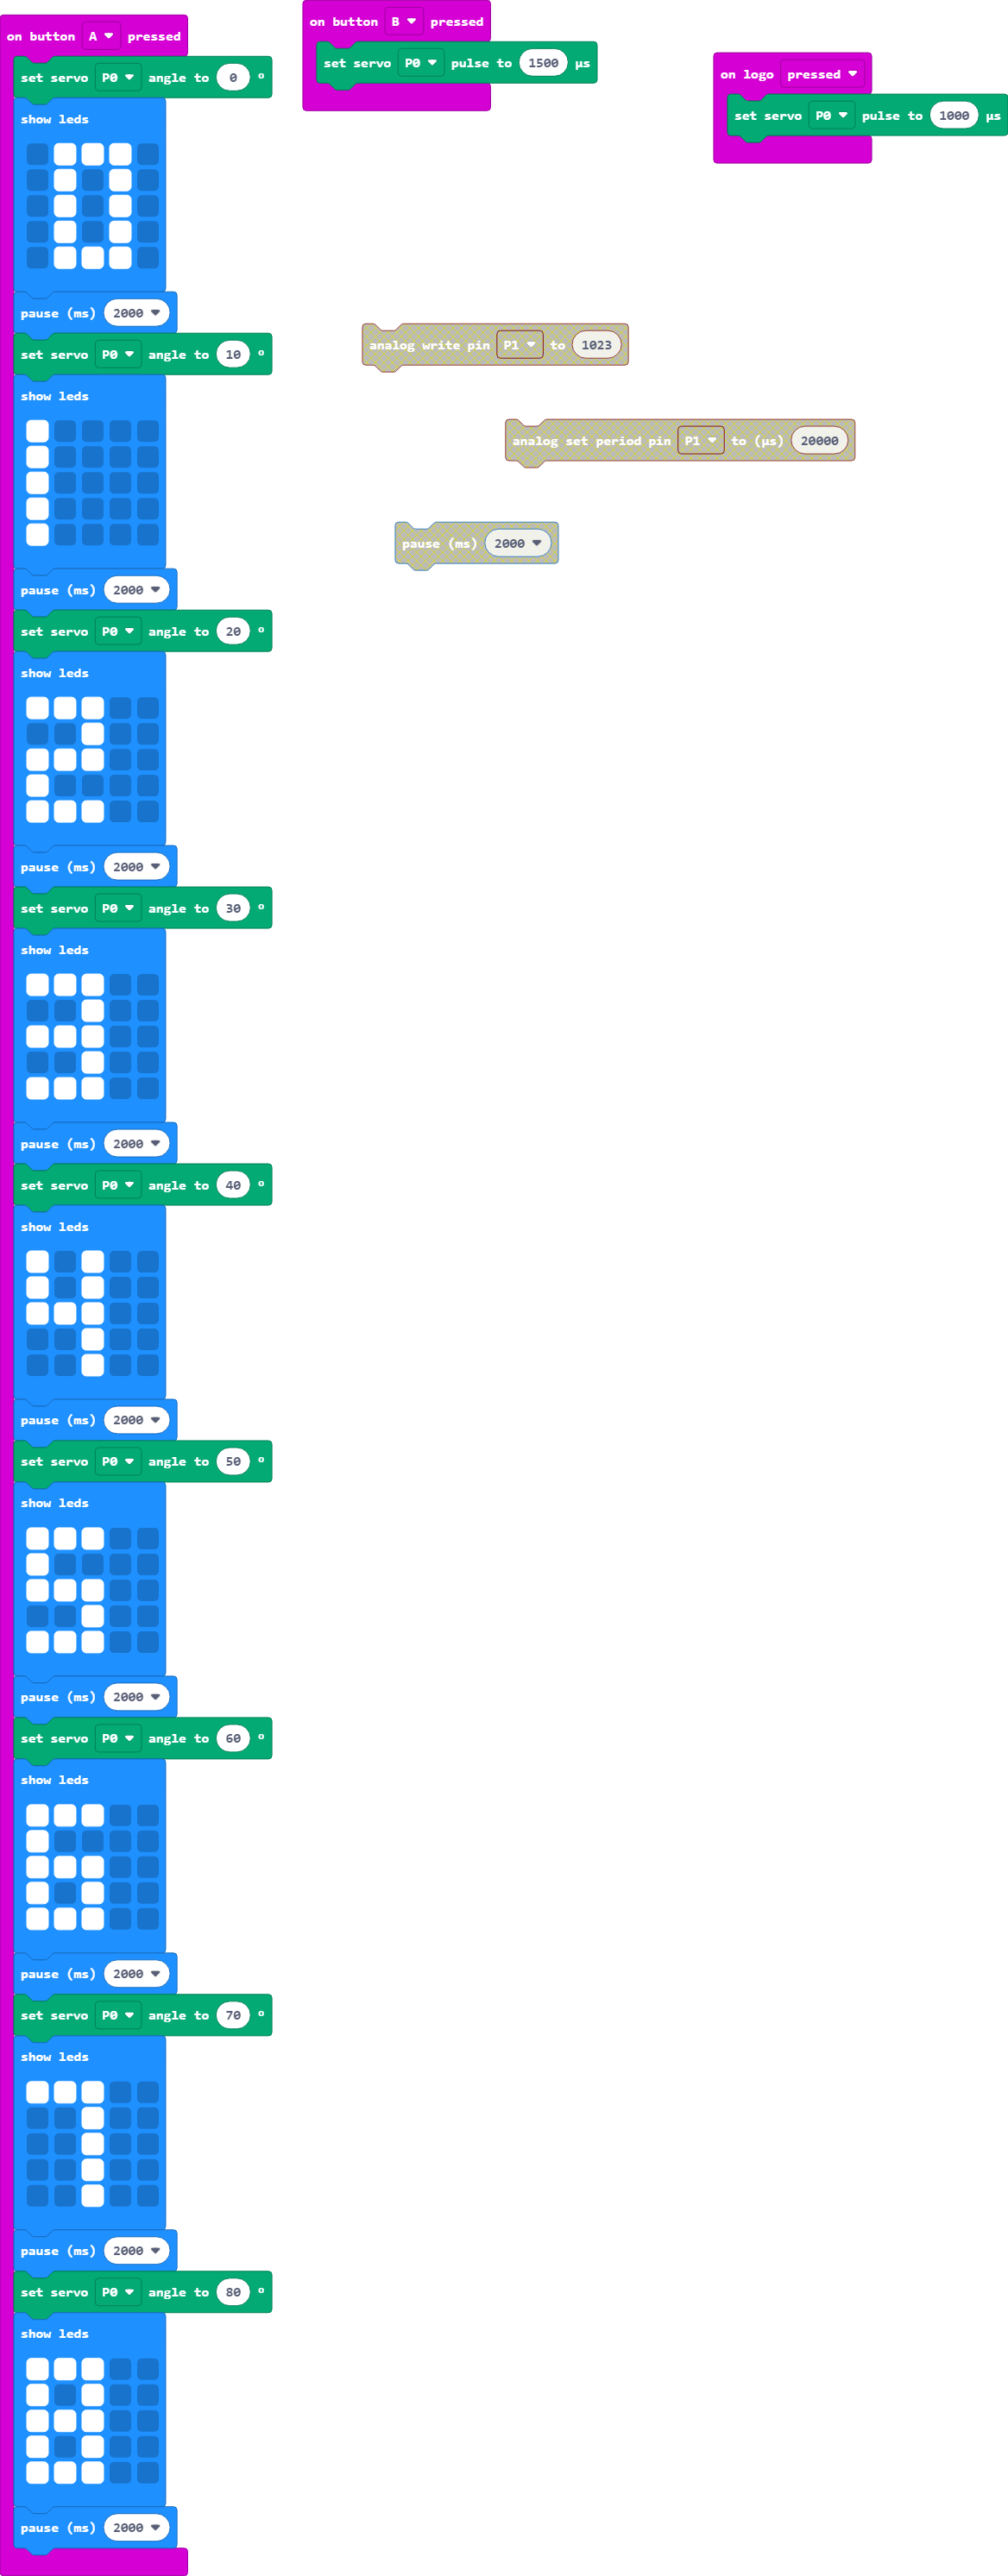 on button A pressed
set servo P0 angle to 0 °
show leds
pause (ms) 2000
set servo P0 angle to 10 °
show leds
pause (ms) 2000
set servo P0 angle to 20 °
show leds
pause (ms) 2000
set servo P0 angle to 30 °
show leds
pause (ms) 2000
set servo P0 angle to 40 °
show leds
pause (ms) 2000
set servo P0 angle to 50 °
show leds
pause (ms) 2000
set servo P0 angle to 60 °
show leds
pause (ms) 2000
set servo P0 angle to 70 °
show leds
pause (ms) 2000
set servo P0 angle to 80 °
show leds
pause (ms) 2000
on button B pressed
set servo P0 pulse to 1500 µs
on logo pressed
set servo P0 pulse to 1000 µs
analog write pin P1 to 1023
analog set period pin P1 to (µs) 20000
pause (ms) 2000